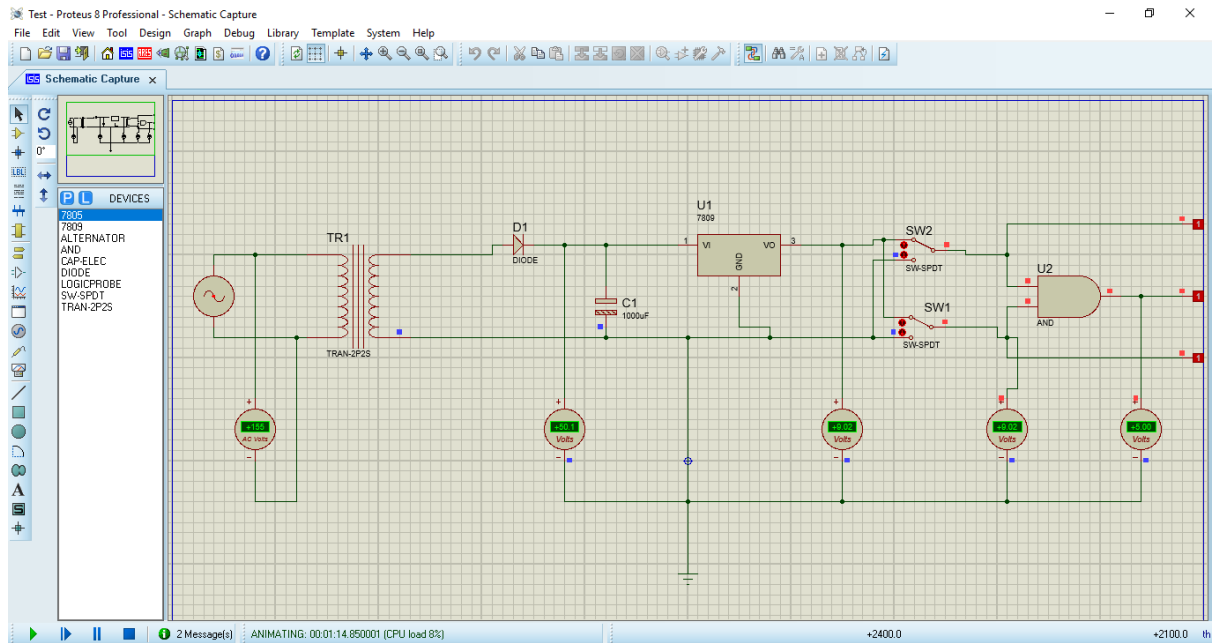 Test - Proteus 8 Professional - Schematic Capture
File Edit View Tool Design Graph Debug Library Template System Help
Schematic Capture
0°
LBL
P L DEVICES
7805
7809
ALTERNATOR
AND
CAP-ELEC
DIODE
LOGICPROBE
SW-SPDT
TRAN-2P2S
A
S
TR1
TRAN-2P2S
D1
DIODE
C1
1000uF
U1
7809
1 VI VO 3
GND
2
SW2
SW-SPDT
SW1
SW-SPDT
U2
AND
1
1
1
+155
AC Volts
+50.1
Volts
+9.02
Volts
+9.02
Volts
+5.00
Volts
2 Message(s) ANIMATING: 00:01:14.850001 (CPU load 8%) +2400.0 +2100.0 th